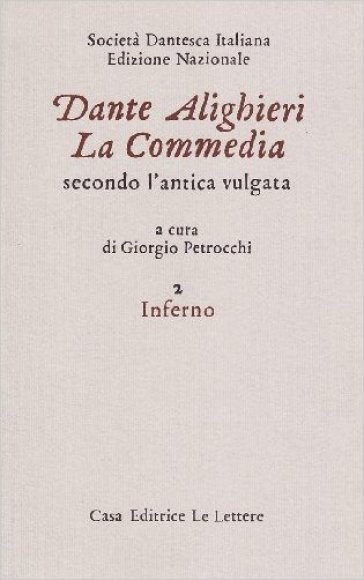 Società Dantesca Italiana
Edizione Nazionale
Dante Alighieri
La Commedia
secondo l'antica vulgata
a cura
di Giorgio Petrocchi
2
Inferno
Casa Editrice Le Lettere